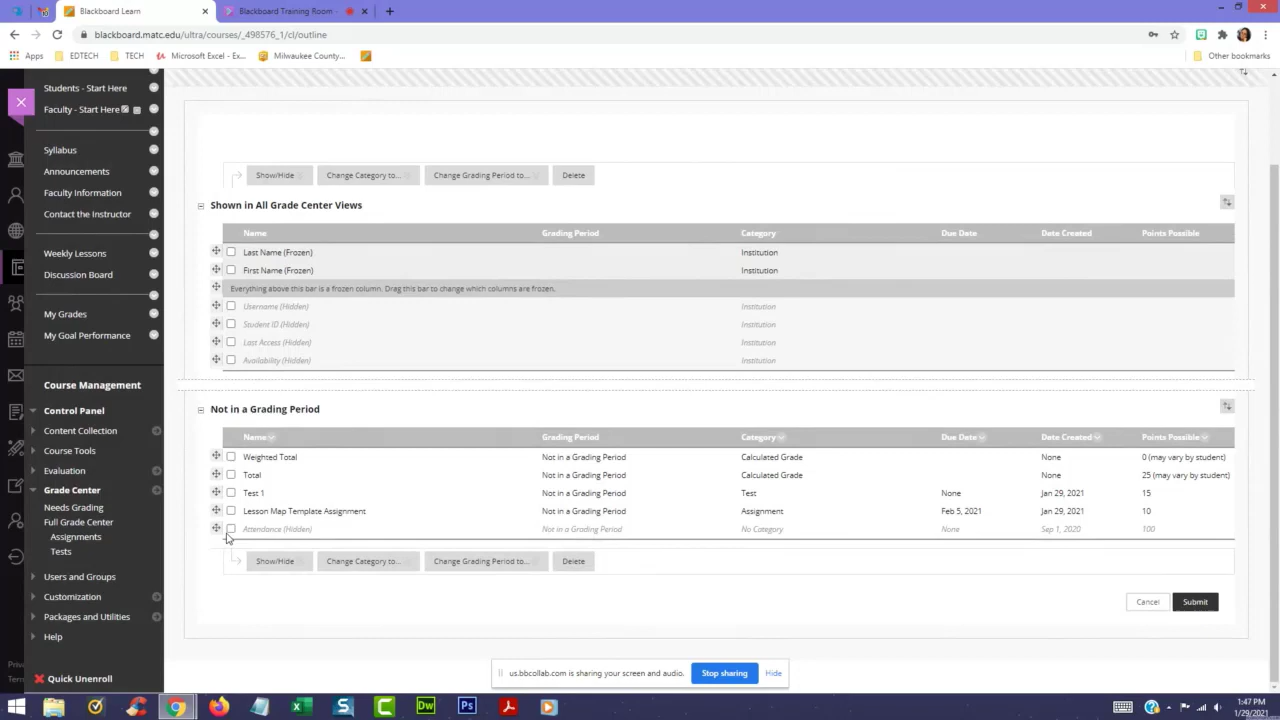 Blackboard Learn
Blackboard Training Room
blackboard.matc.edu/ultra/courses/_498576_1/cl/outline
Apps
EDTECH
TECH
Microsoft Excel - Ex...
Milwaukee County...
Other bookmarks
Students - Start Here
Faculty - Start Here
Syllabus
Announcements
Faculty Information
Contact the Instructor
Weekly Lessons
Discussion Board
My Grades
My Goal Performance
Course Management
Control Panel
Content Collection
Course Tools
Evaluation
Grade Center
Needs Grading
Full Grade Center
Assignments
Tests
Users and Groups
Customization
Packages and Utilities
Help
Quick Unenroll
Show/Hide Change Category to... Change Grading Period to... Delete
Shown in All Grade Center Views
Name Grading Period Category Due Date Date Created Points Possible
Last Name (Frozen) Institution
First Name (Frozen) Institution
Everything above this bar is a frozen column. Drag this bar to change which columns are frozen.
Username (Hidden) Institution
Student ID (Hidden) Institution
Last Access (Hidden) Institution
Availability (Hidden) Institution
Not in a Grading Period
Name Grading Period Category Due Date Date Created Points Possible
Weighted Total Not in a Grading Period Calculated Grade None 0 (may vary by student)
Total Not in a Grading Period Calculated Grade None 25 (may vary by student)
Test 1 Not in a Grading Period Test None Jan 29, 2021 15
Lesson Map Template Assignment Not in a Grading Period Assignment Feb 5, 2021 Jan 29, 2021 10
Attendance (Hidden) Not in a Grading Period No Category None Sep 1, 2020 100
Show/Hide Change Category to... Change Grading Period to... Delete
Cancel Submit
us.bbcollab.com is sharing your screen and audio. Stop sharing Hide
Priva
Term
Dw
Ps
1:47 PM
1/29/2021